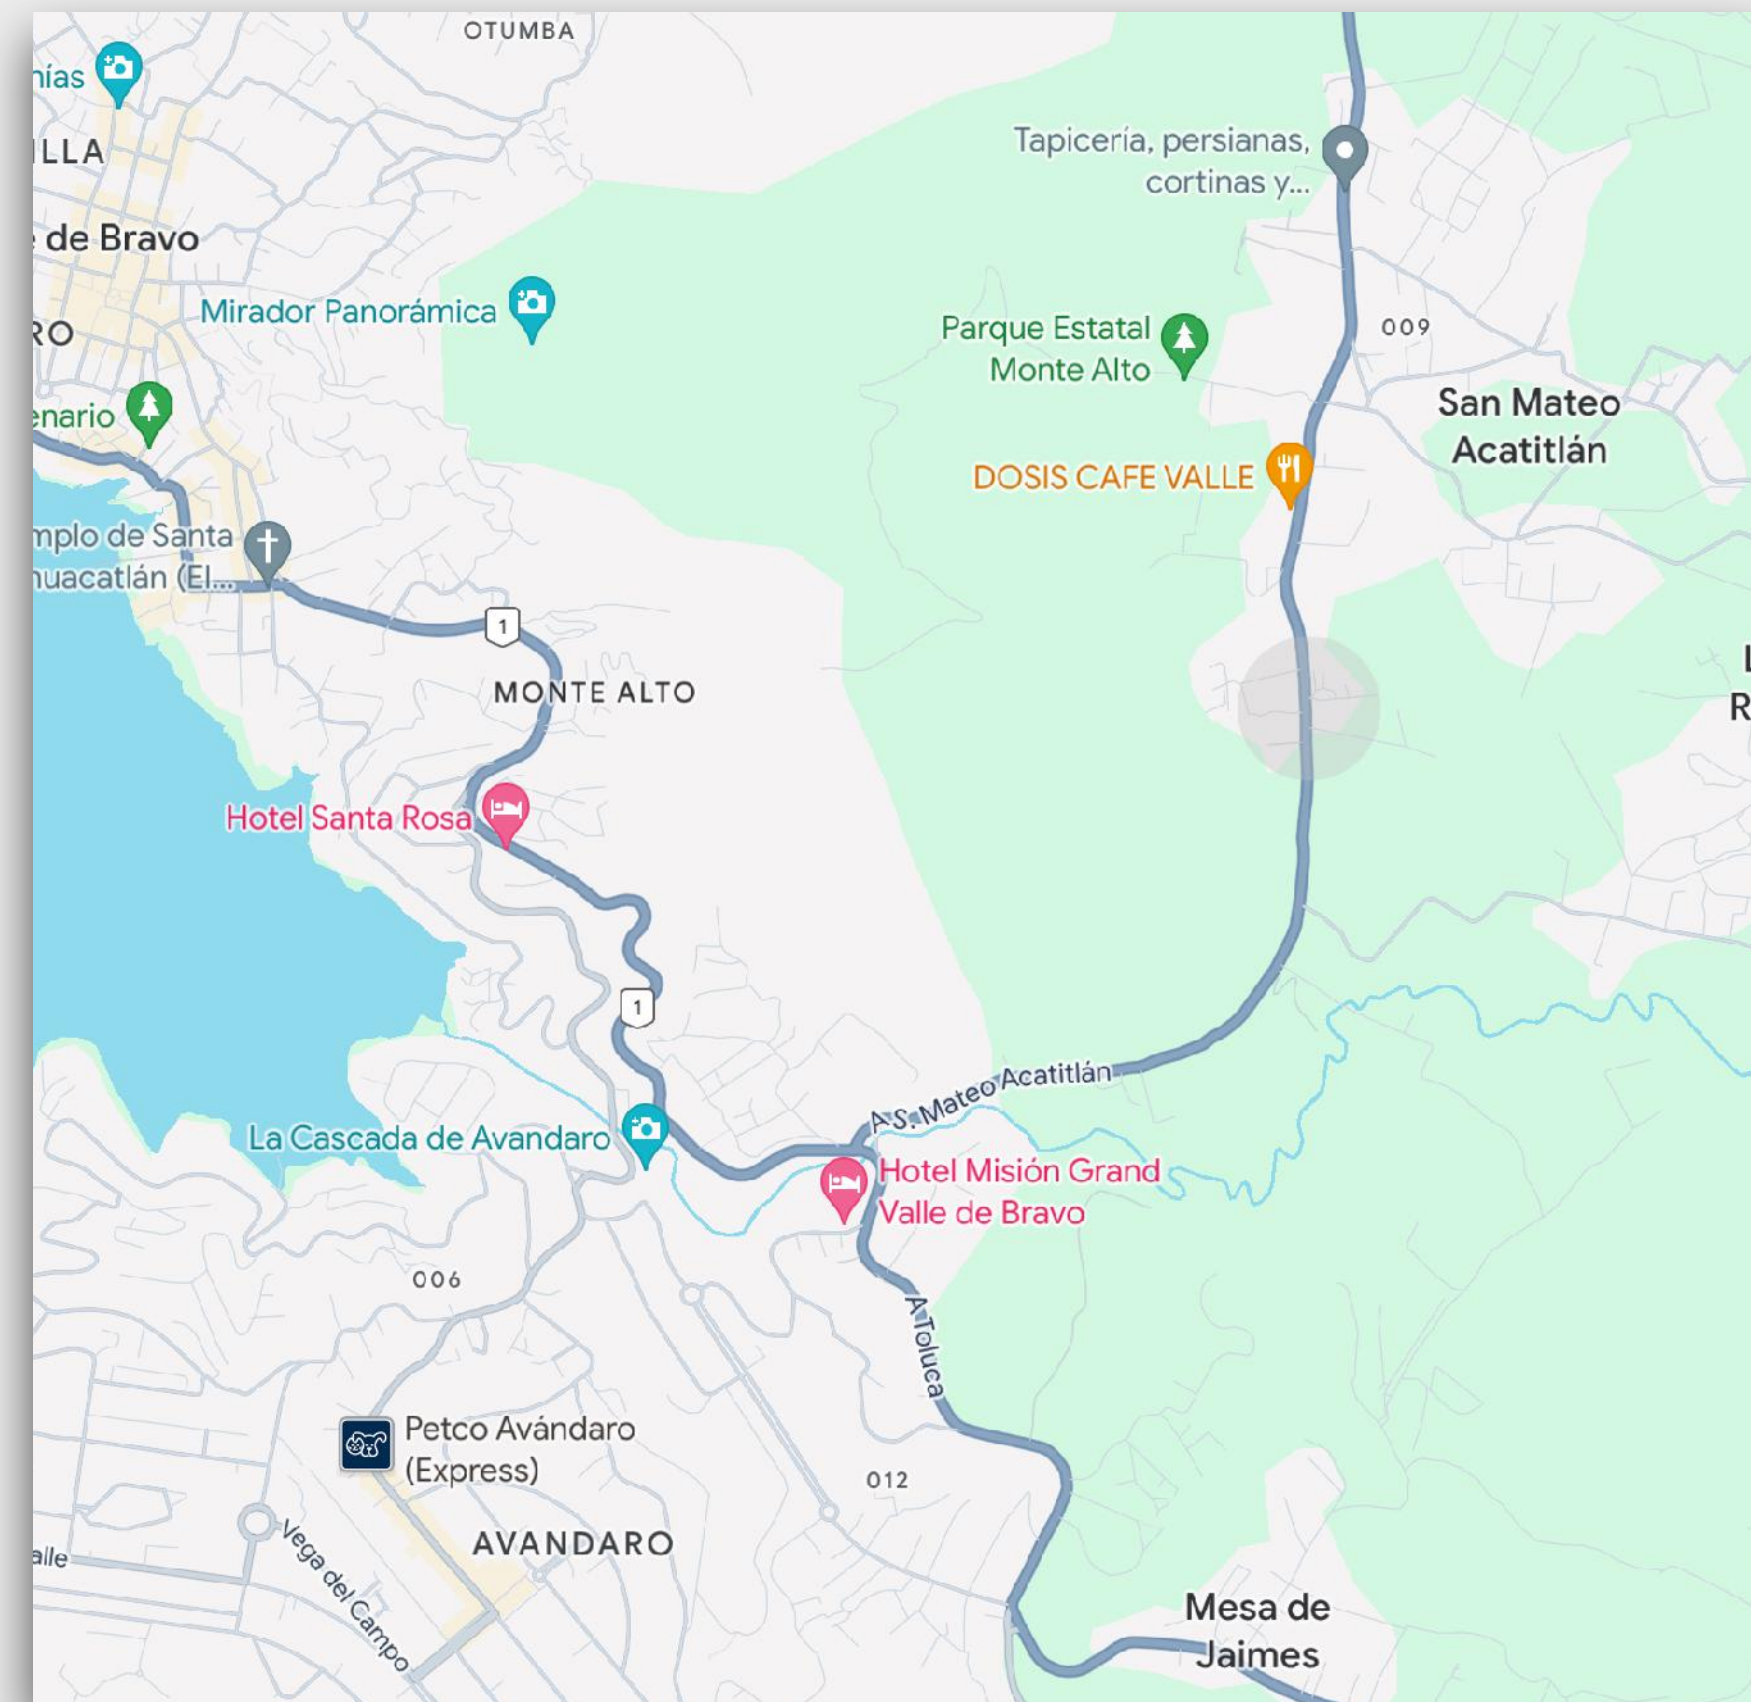 OTUMBA
nías
ILLA
de Bravo
RO
Mirador Panorámica
enario
mplo de Santa
huacatlán (El...
1
MONTE ALTO
Hotel Santa Rosa
1
La Cascada de Avandaro
006
Petco Avándaro
(Express)
AVANDARO
alle
Vega del Campo
Tapicería, persianas,
cortinas y...
Parque Estatal
Monte Alto
009
San Mateo
Acatitlán
DOSIS CAFE VALLE
L
R
A S. Mateo Acatitlán
Hotel Misión Grand
Valle de Bravo
A Toluca
012
Mesa de
Jaimes